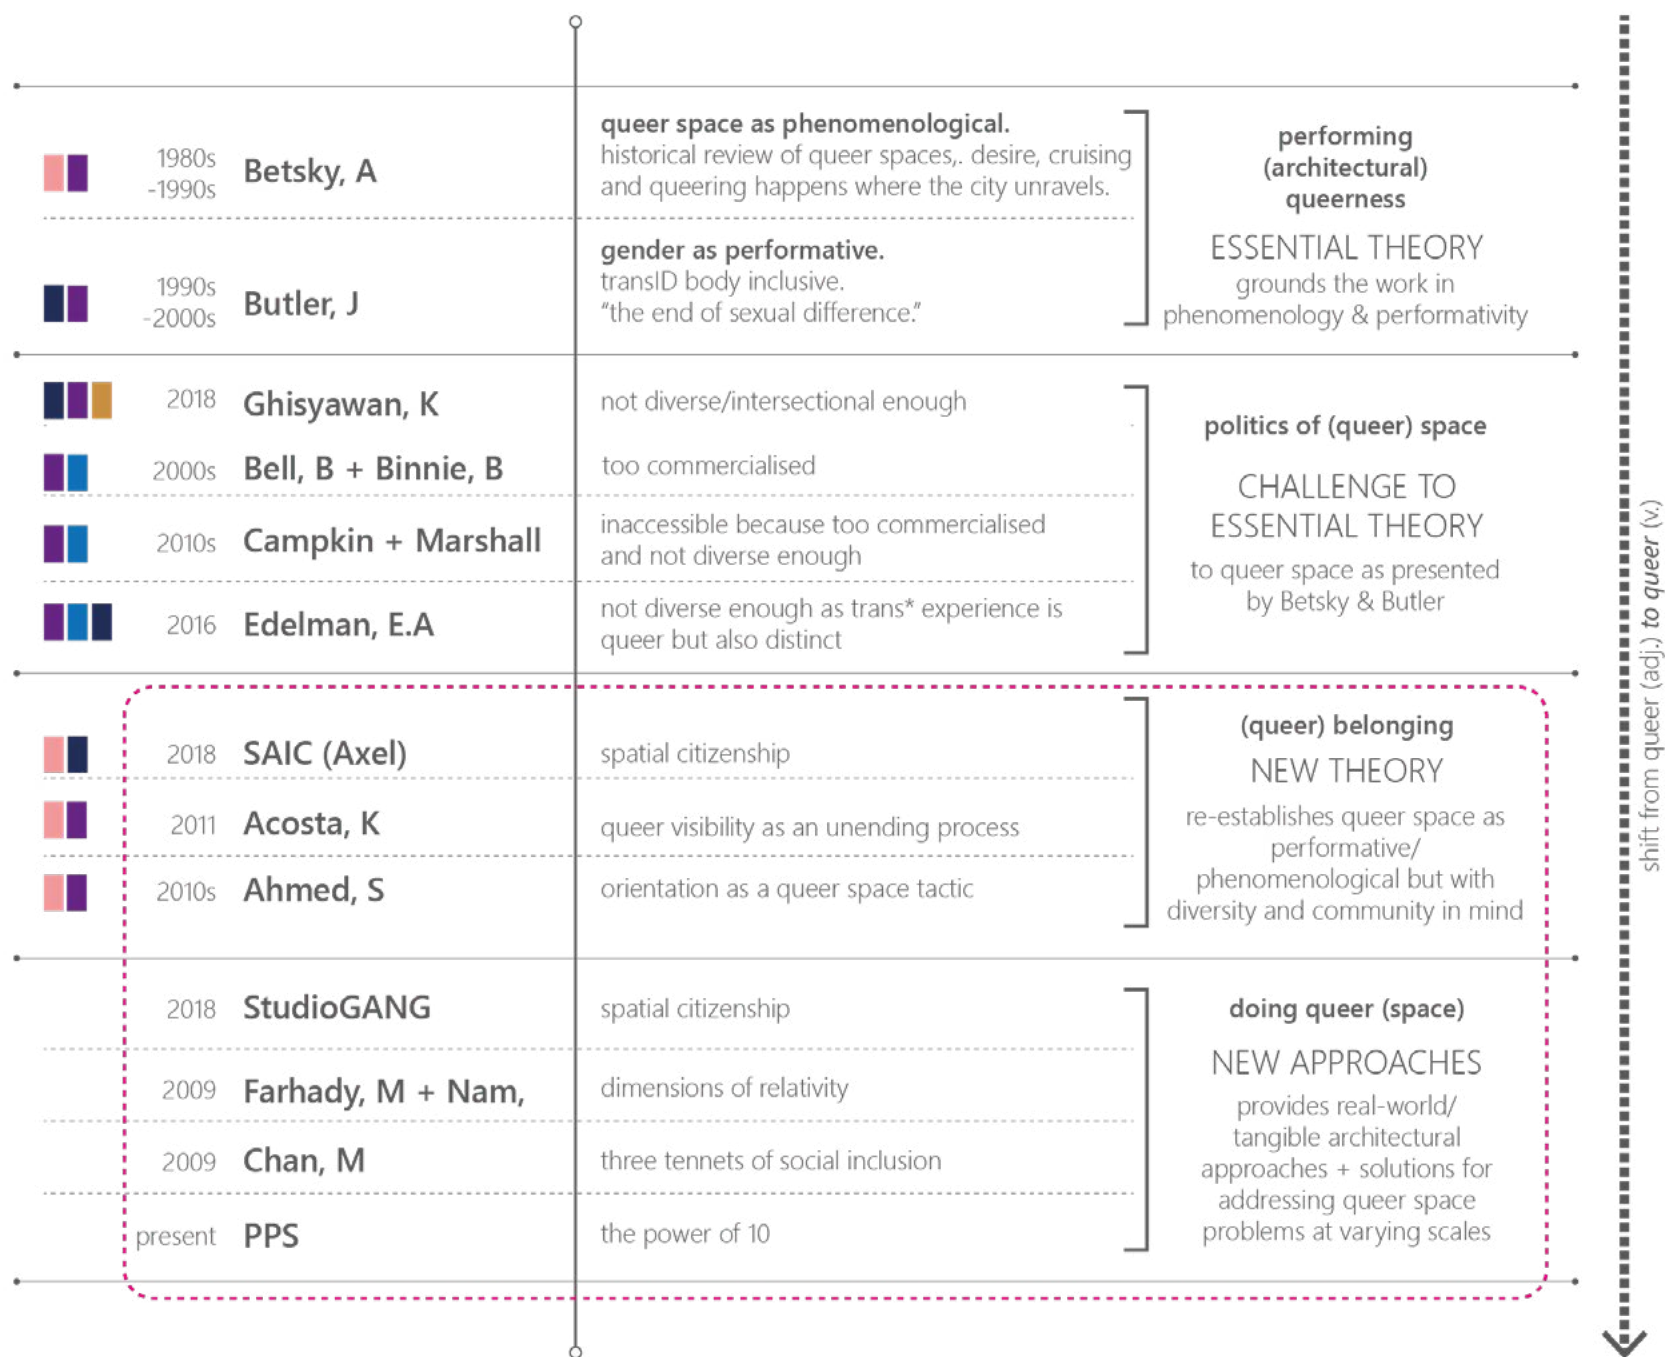 1980s
-1990s
Betsky, A
queer space as phenomenological.
historical review of queer spaces,. desire, cruising
and queering happens where the city unravels.
1990s
-2000s
Butler, J
gender as performative.
transID body inclusive.
“the end of sexual difference.”
performing
(architectural)
queerness
ESSENTIAL THEORY
grounds the work in
phenomenology & performativity
2018
Ghisyawan, K
not diverse/intersectional enough
2000s
Bell, B + Binnie, B
too commercialised
2010s
Campkin + Marshall
inaccessible because too commercialised
and not diverse enough
2016
Edelman, E.A
not diverse enough as trans* experience is
queer but also distinct
politics of (queer) space
CHALLENGE TO
ESSENTIAL THEORY
to queer space as presented
by Betsky & Butler
2018
SAIC (Axel)
spatial citizenship
2011
Acosta, K
queer visibility as an unending process
2010s
Ahmed, S
orientation as a queer space tactic
(queer) belonging
NEW THEORY
re-establishes queer space as
performative/
phenomenological but with
diversity and community in mind
2018
StudioGANG
spatial citizenship
2009
Farhady, M + Nam,
dimensions of relativity
2009
Chan, M
three tennets of social inclusion
present
PPS
the power of 10
doing queer (space)
NEW APPROACHES
provides real-world/
tangible architectural
approaches + solutions for
addressing queer space
problems at varying scales
shift from queer (adj.) to queer (v.)